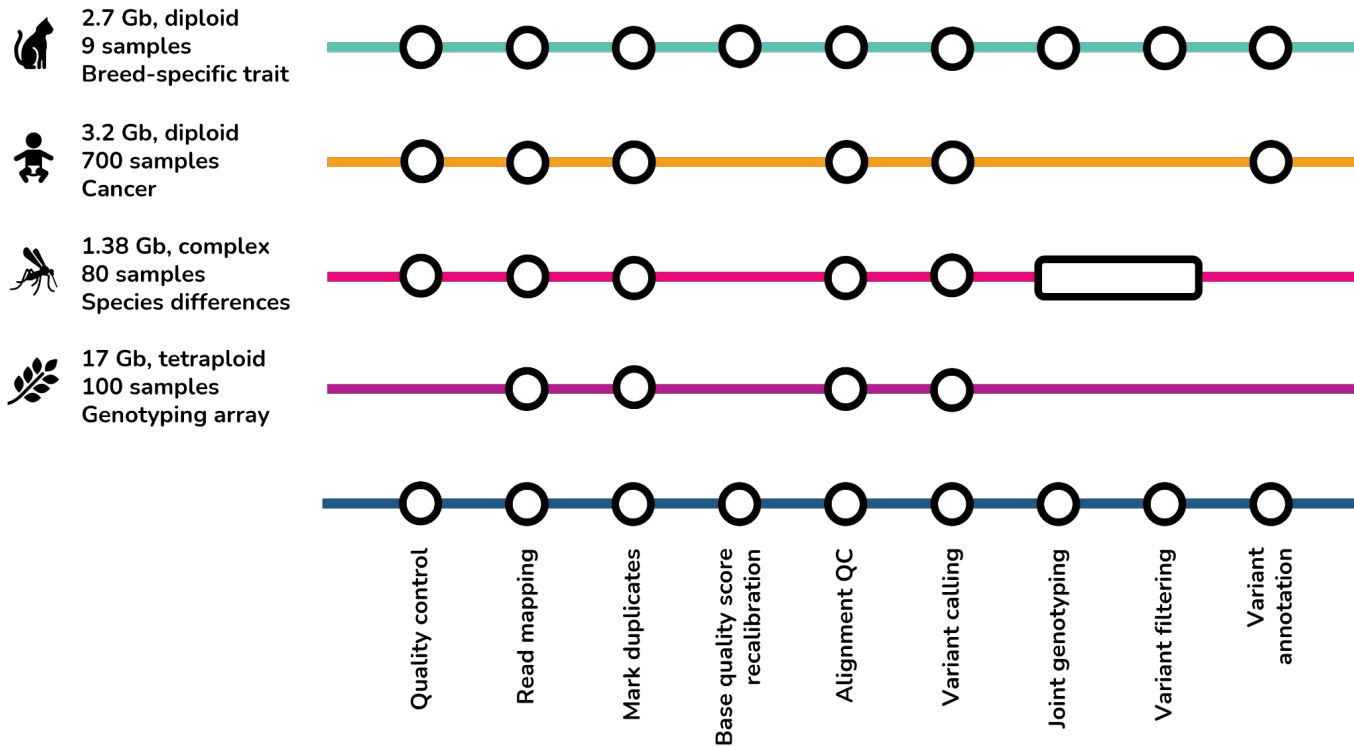 2.7 Gb, diploid
9 samples
Breed-specific trait
3.2 Gb, diploid
700 samples
Cancer
1.38 Gb, complex
80 samples
Species differences
17 Gb, tetraploid
100 samples
Genotyping array
Quality control
Read mapping
Mark duplicates
Base quality score
recalibration
Alignment QC
Variant calling
Joint genotyping
Variant filtering
Variant
annotation